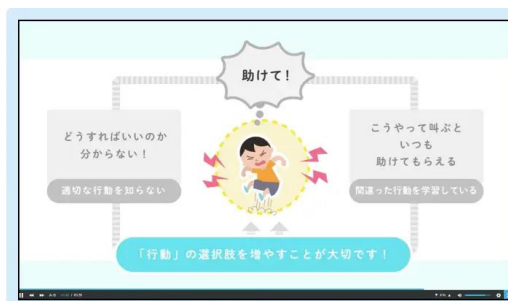 助けて！
どうすればいいのか
分からない！
適切な行動を知らない
こうやって叫ぶと
いつも
助けてもらえる
間違った行動を学習している
「行動」の選択肢を増やすことが大切です！